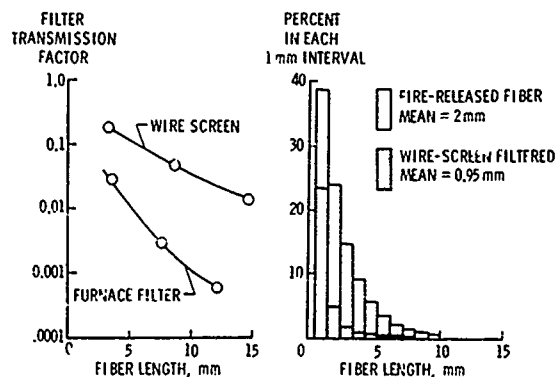 FILTER
TRANSMISSION
FACTOR
1.0
0.1
0.01
0.001
.0001
0
5
10
15
FIBER LENGTH, mm
WIRE SCREEN
FURNACE FILTER
PERCENT
IN EACH
1 mm INTERVAL
40
30
20
10
0
5
10
15
FIBER LENGTH, mm
FIRE-RELEASED FIBER
MEAN = 2 mm
WIRE-SCREEN FILTERED
MEAN = 0.95 mm